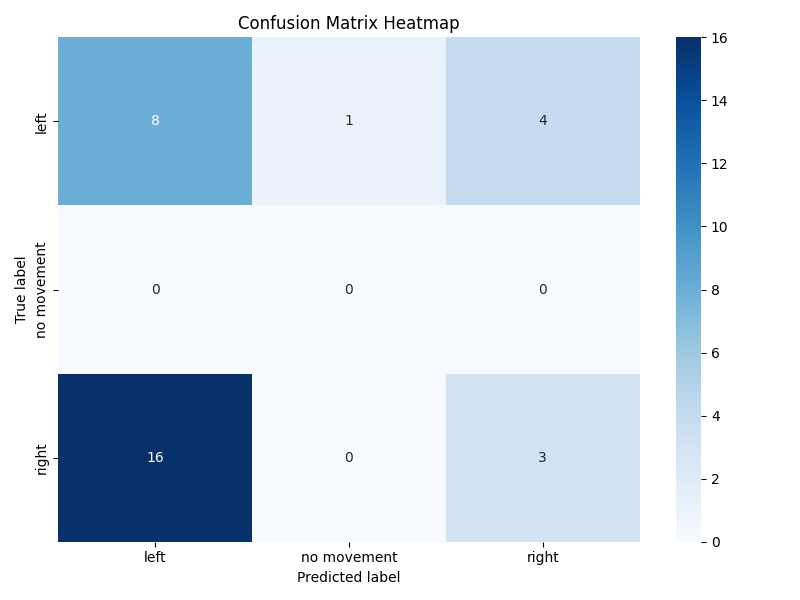 Confusion Matrix Heatmap
True label
left
8
1
4
no movement
0
0
0
right
16
0
3
left
no movement
right
Predicted label
16
14
12
10
8
6
4
2
0